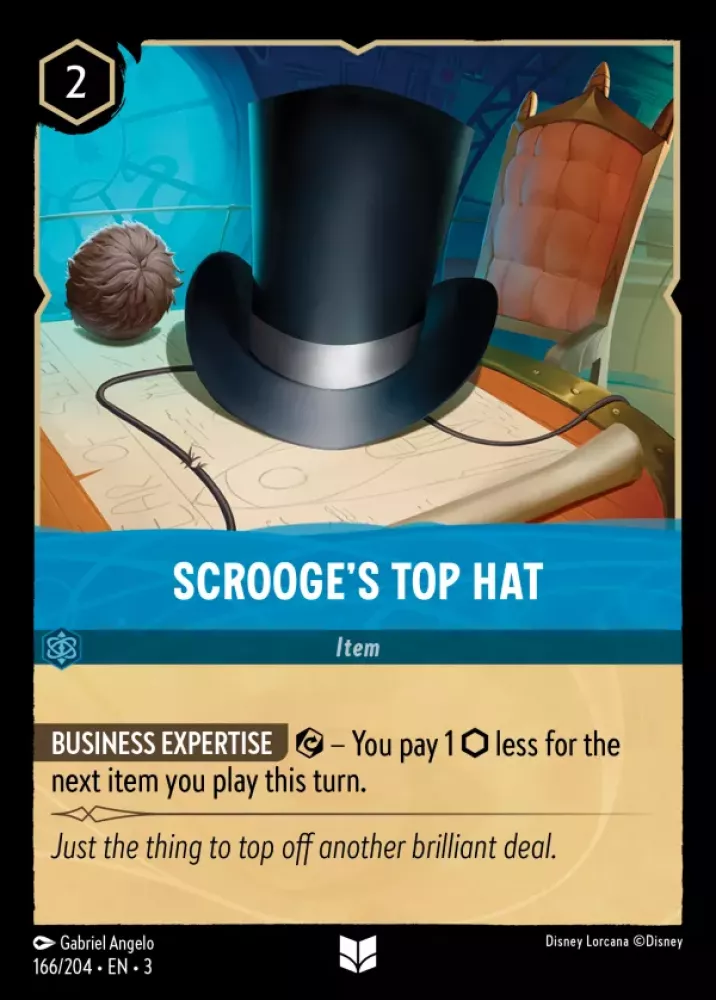 2
SCROOGE'S TOP HAT
Item
BUSINESS EXPERTISE – You pay 1 less for the
next item you play this turn.
Just the thing to top off another brilliant deal.
Gabriel Angelo
Disney Lorcana ©Disney
166/204 • EN • 3